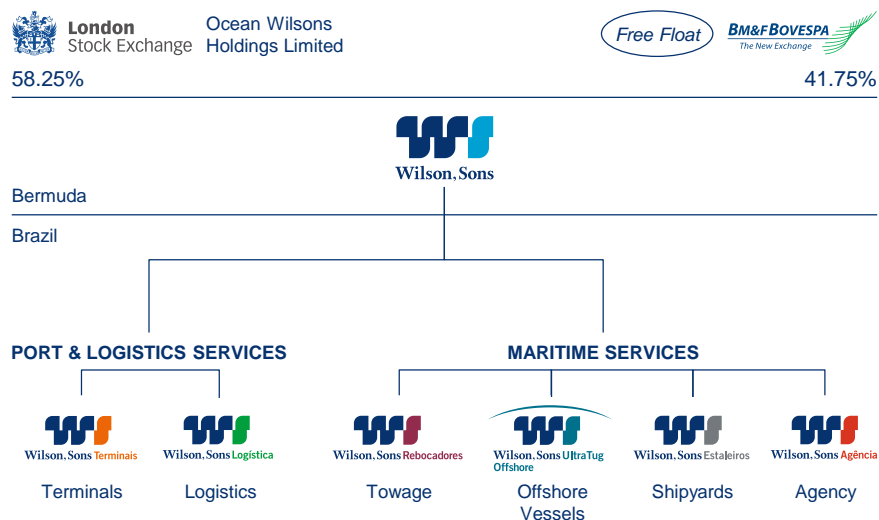 London
Stock Exchange
Ocean Wilsons
Holdings Limited
Free Float
BM&FBOVESPA
The New Exchange
58.25%
41.75%
Wilson, Sons
Bermuda
Brazil
PORT & LOGISTICS SERVICES
MARITIME SERVICES
Wilson, Sons Terminais
Wilson, Sons Logística
Wilson, Sons Rebocadores
Wilson, Sons UltraTug
Offshore
Wilson, Sons Estaleiros
Wilson, Sons Agência
Terminals
Logistics
Towage
Offshore
Vessels
Shipyards
Agency